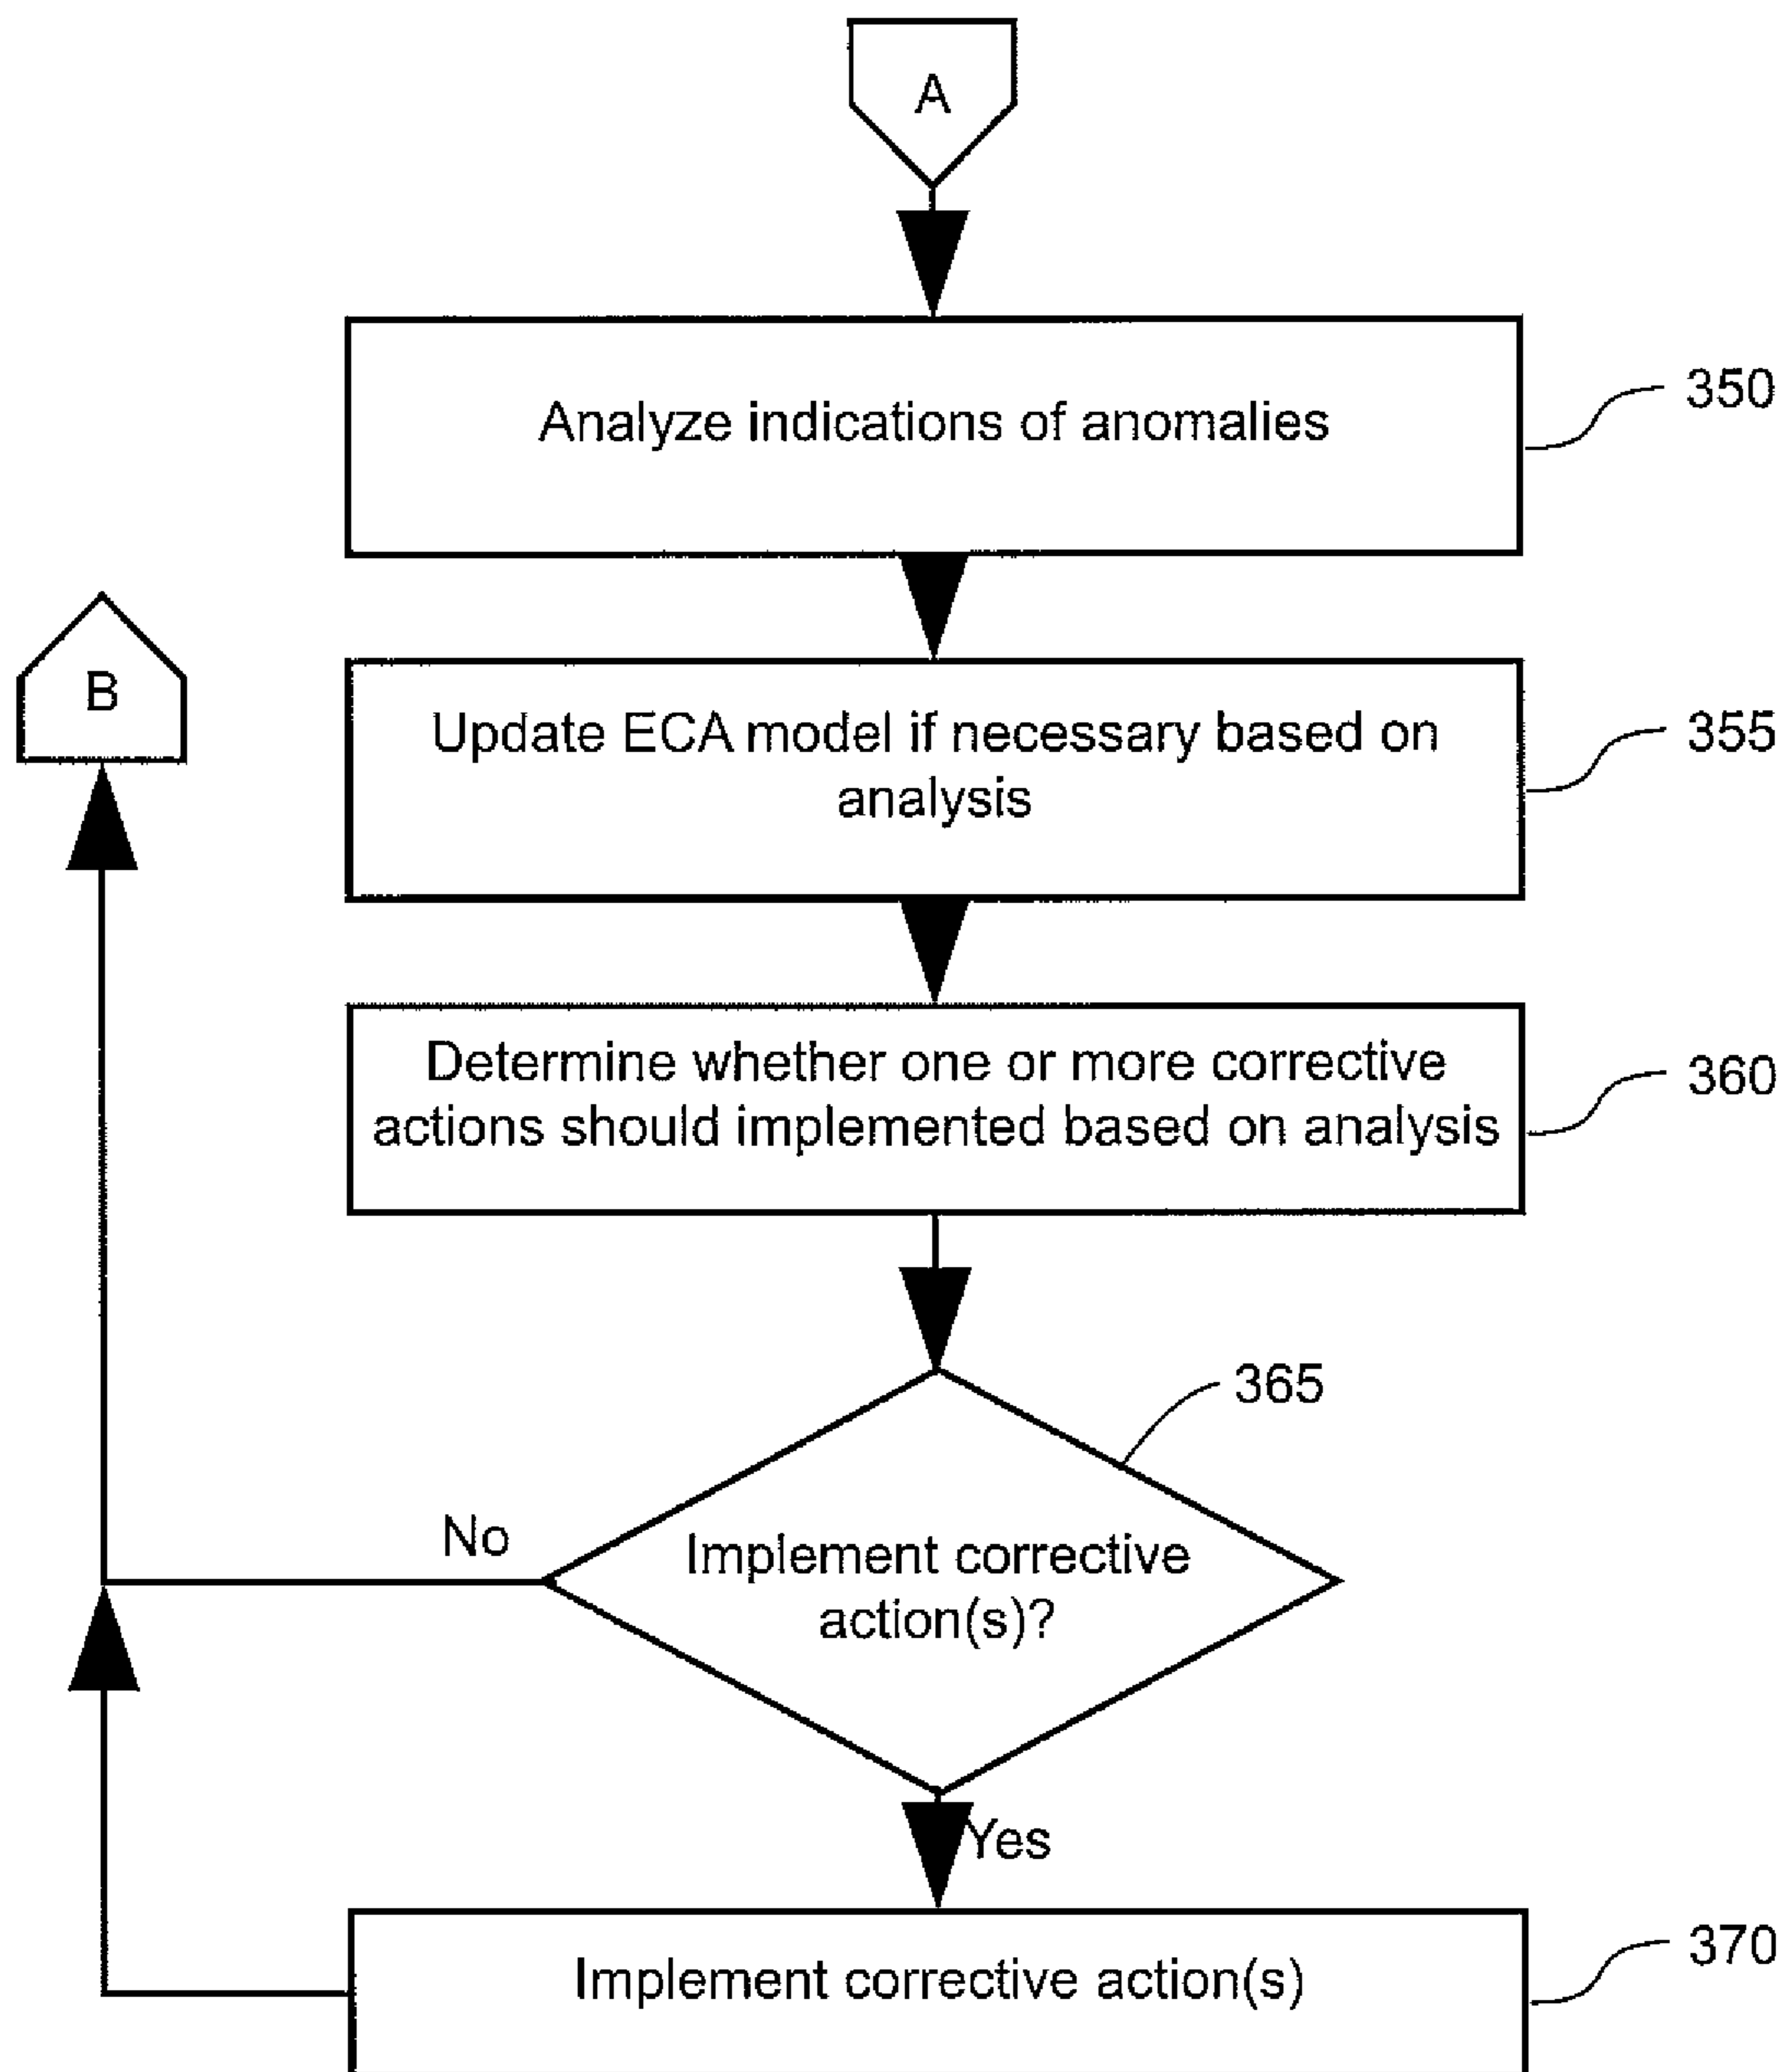 A
Analyze indications of anomalies
350
B
Update ECA model if necessary based on
analysis
355
Determine whether one or more corrective
actions should implemented based on analysis
360
365
No
Implement corrective
action(s)?
Yes
Implement corrective action(s)
370